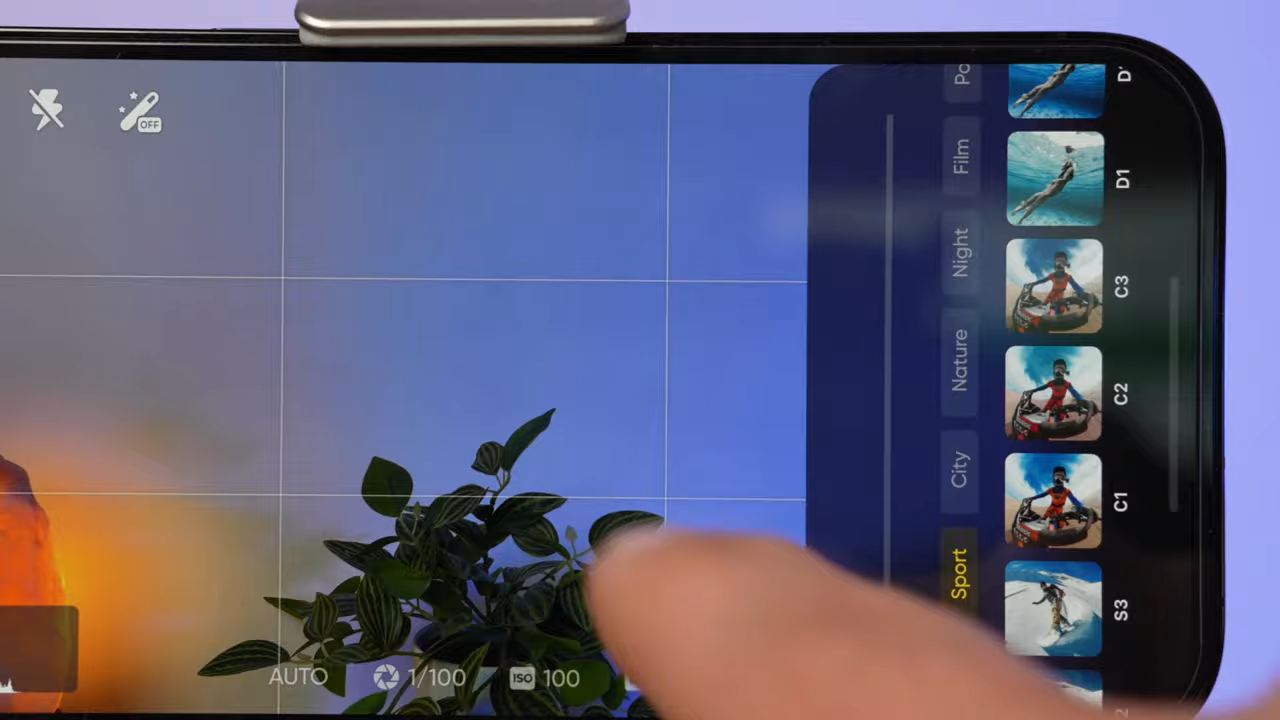 OFF
Film
Night
Nature
City
Sport
D1
C3
C2
C1
S3
AUTO
1/100
ISO 100